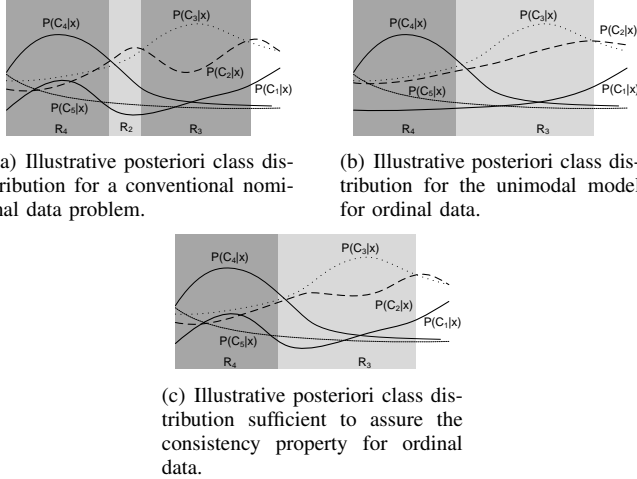 P(C₄|x)
P(C₃|x)
P(C₂|x)
P(C₁|x)
P(C₅|x)
R₄
R₂
R₃
a) Illustrative posteriori class dis-
ribution for a conventional nomi-
nal data problem.
P(C₄|x)
P(C₃|x)
P(C₂|x)
P(C₁|x)
P(C₅|x)
R₄
R₃
(b) Illustrative posteriori class dis-
tribution for the unimodal model
for ordinal data.
P(C₄|x)
P(C₃|x)
P(C₂|x)
P(C₁|x)
P(C₅|x)
R₄
R₃
(c) Illustrative posteriori class dis-
tribution sufficient to assure the
consistency property for ordinal
data.